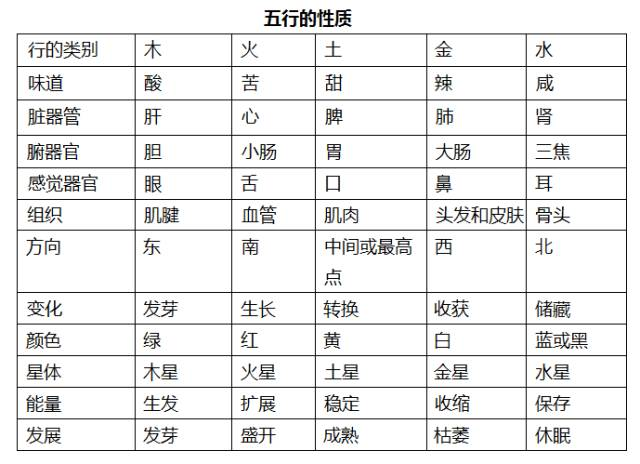 五行的性质
行的类别 木 火 土 金 水
味道 酸 苦 甜 辣 咸
脏器管 肝 心 脾 肺 肾
腑器官 胆 小肠 胃 大肠 三焦
感觉器官 眼 舌 口 鼻 耳
组织 肌腱 血管 肌肉 头发和皮肤 骨头
方向 东 南 中间或最高 西 北
点
变化 发芽 生长 转换 收获 储藏
颜色 绿 红 黄 白 蓝或黑
星体 木星 火星 土星 金星 水星
能量 生发 扩展 稳定 收缩 保存
发展 发芽 盛开 成熟 枯萎 休眠